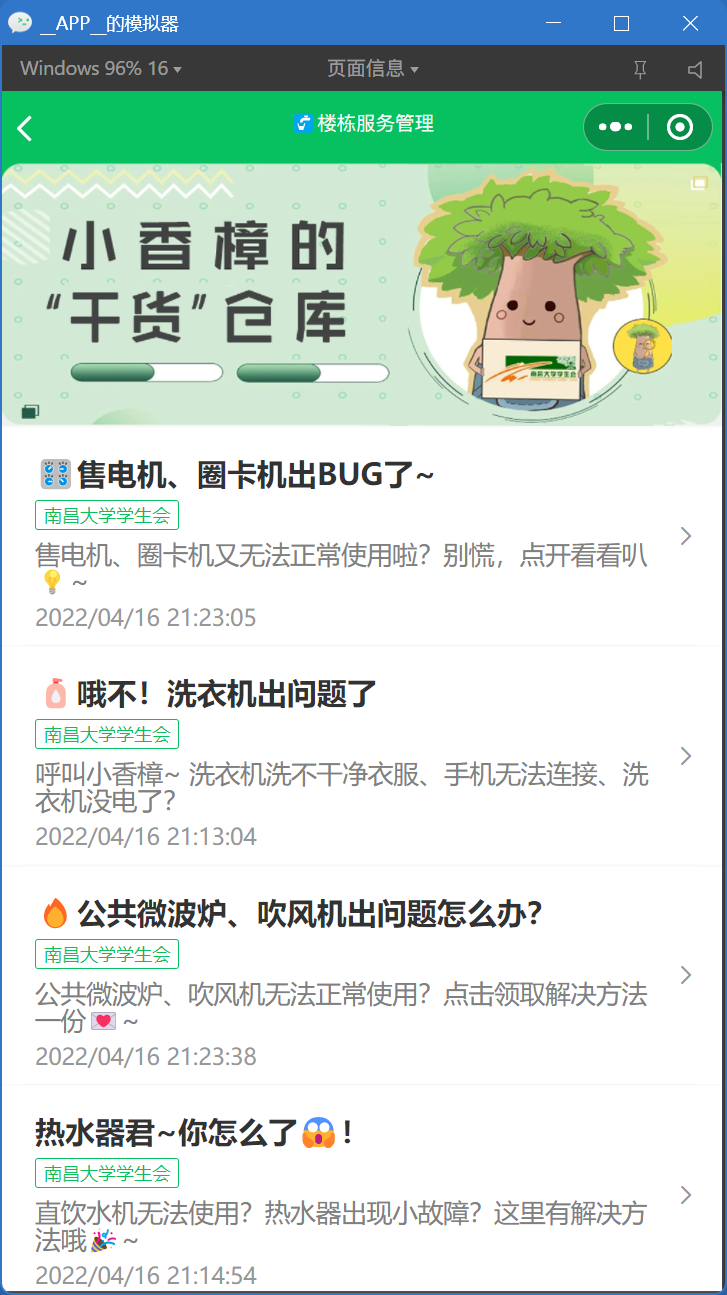 __APP__的模拟器
Windows 96% 16
页面信息
楼栋服务管理
小香樟的
“干货”仓库
南昌大学学生会
售电机、圈卡机出BUG了~
南昌大学学生会
售电机、圈卡机又无法正常使用啦？别慌，点开看看叭
💡~
2022/04/16 21:23:05
🧴哦不！洗衣机出问题了
南昌大学学生会
呼叫小香樟~ 洗衣机洗不干净衣服、手机无法连接、洗
衣机没电了？
2022/04/16 21:13:04
🔥公共微波炉、吹风机出问题怎么办？
南昌大学学生会
公共微波炉、吹风机无法正常使用？点击领取解决方法
一份💌~
2022/04/16 21:23:38
热水器君~你怎么了😱！
南昌大学学生会
直饮水机无法使用？热水器出现小故障？这里有解决方
法哦🎉~
2022/04/16 21:14:54